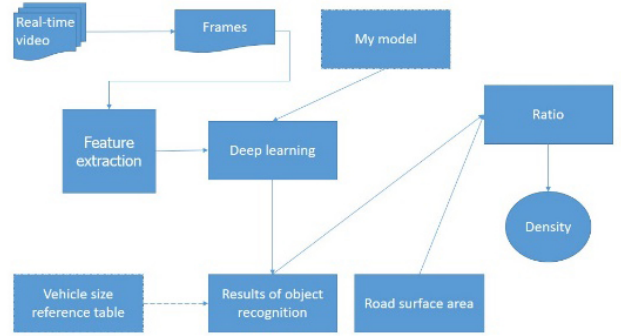 Real-time
video
Frames
My model
Feature
extraction
Deep learning
Ratio
Density
Vehicle size
reference table
Results of object
recognition
Road surface area